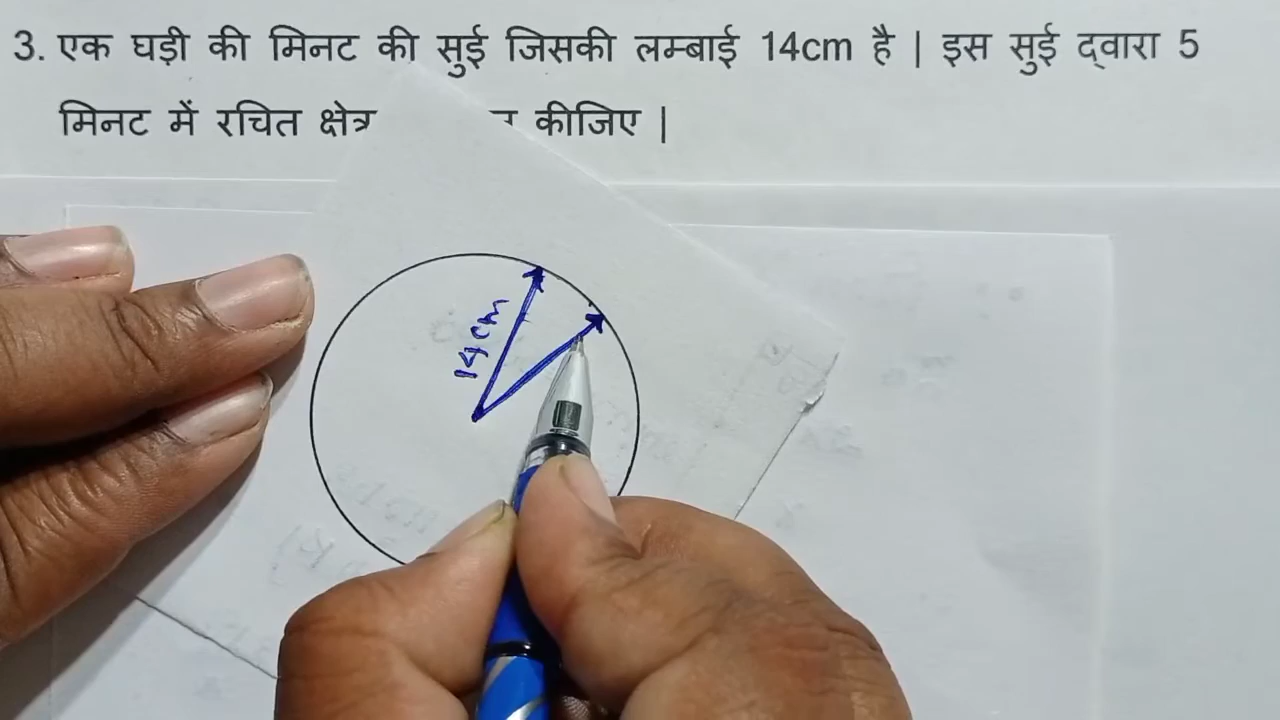 3. एक घड़ी की मिनट की सुई जिसकी लम्बाई 14cm है | इस सुई द्वारा 5
मिनट में रचित क्षेत्र कीजिए |
14cm